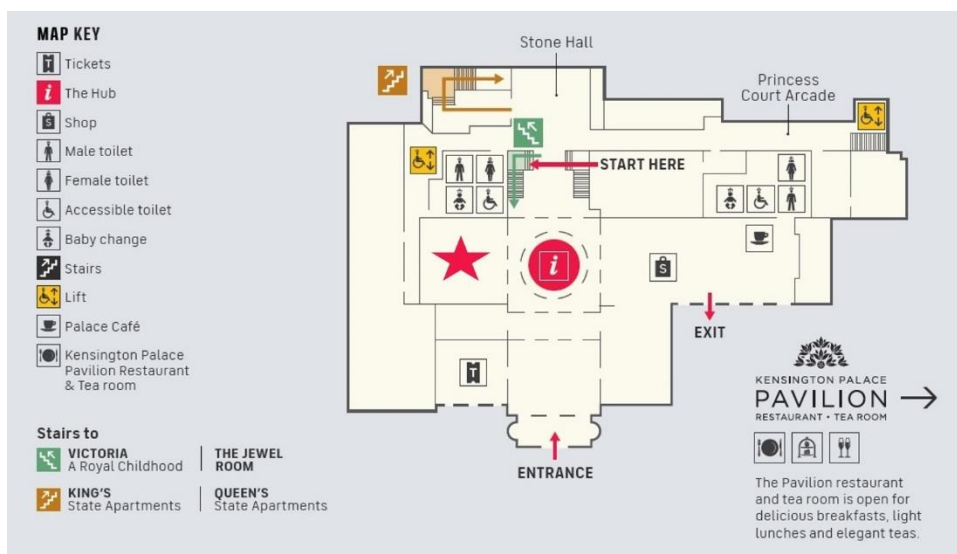 MAP KEY
Tickets
The Hub
Shop
Male toilet
Female toilet
Accessible toilet
Baby change
Stairs
Lift
Palace Café
Kensington Palace
Pavilion Restaurant
& Tea room
Stairs to
VICTORIA
A Royal Childhood
THE JEWEL
ROOM
KING'S
State Apartments
QUEEN'S
State Apartments
Stone Hall
Princess
Court Arcade
START HERE
i
S
T
EXIT
ENTRANCE
KENSINGTON PALACE
PAVILION
RESTAURANT • TEA ROOM
The Pavilion restaurant
and tea room is open for
delicious breakfasts, light
lunches and elegant teas.